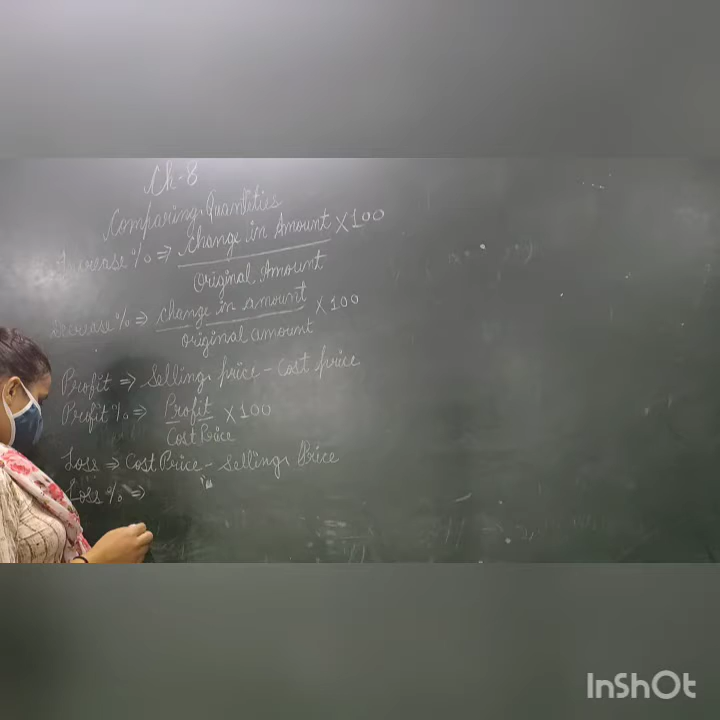 Ch-8
Comparing Quantities
Increase % ⇒ Change in Amount × 100
Original Amount
Decrease % ⇒ change in amount × 100
original amount
Profit ⇒ Selling price - cost price
Profit % ⇒ Profit × 100
Cost Price
Loss ⇒ Cost Price - Selling Price
Loss % ⇒
InShOt